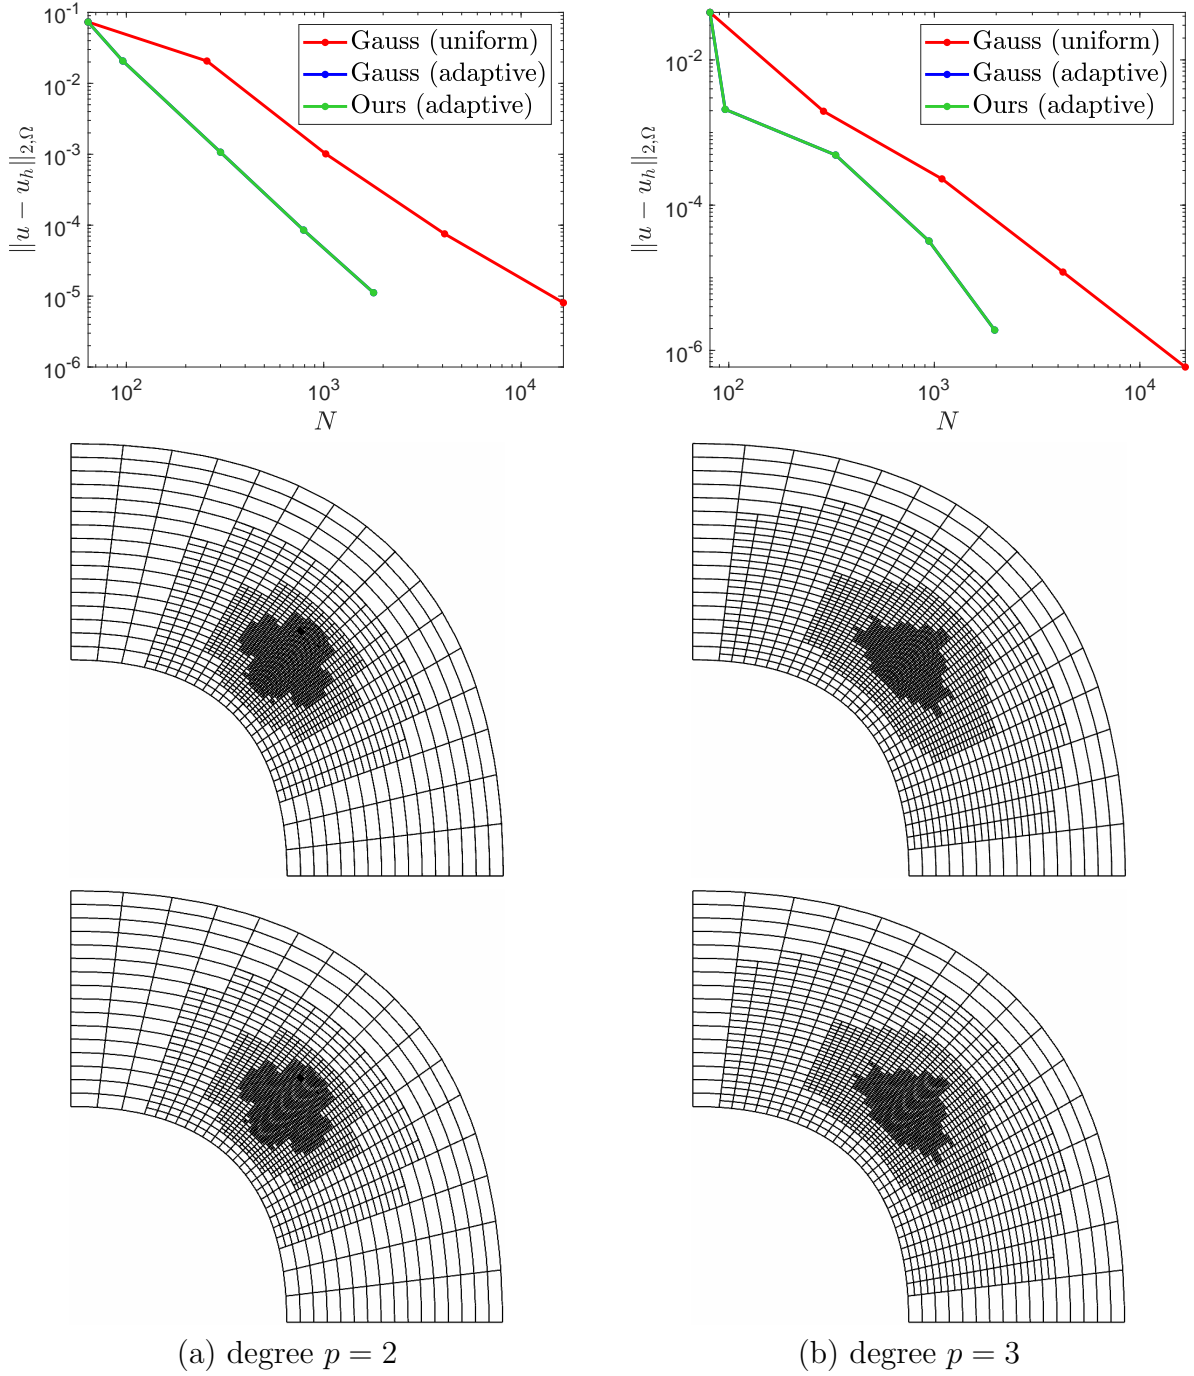 10^-1
10^-2
10^-3
10^-4
10^-5
10^-6
‖u − u_h‖_{2,Ω}
Gauss (uniform)
Gauss (adaptive)
Ours (adaptive)
10^2 10^3 10^4
N
10^-2
10^-4
10^-6
‖u − u_h‖_{2,Ω}
Gauss (uniform)
Gauss (adaptive)
Ours (adaptive)
10^2 10^3 10^4
N
(a) degree p = 2
(b) degree p = 3